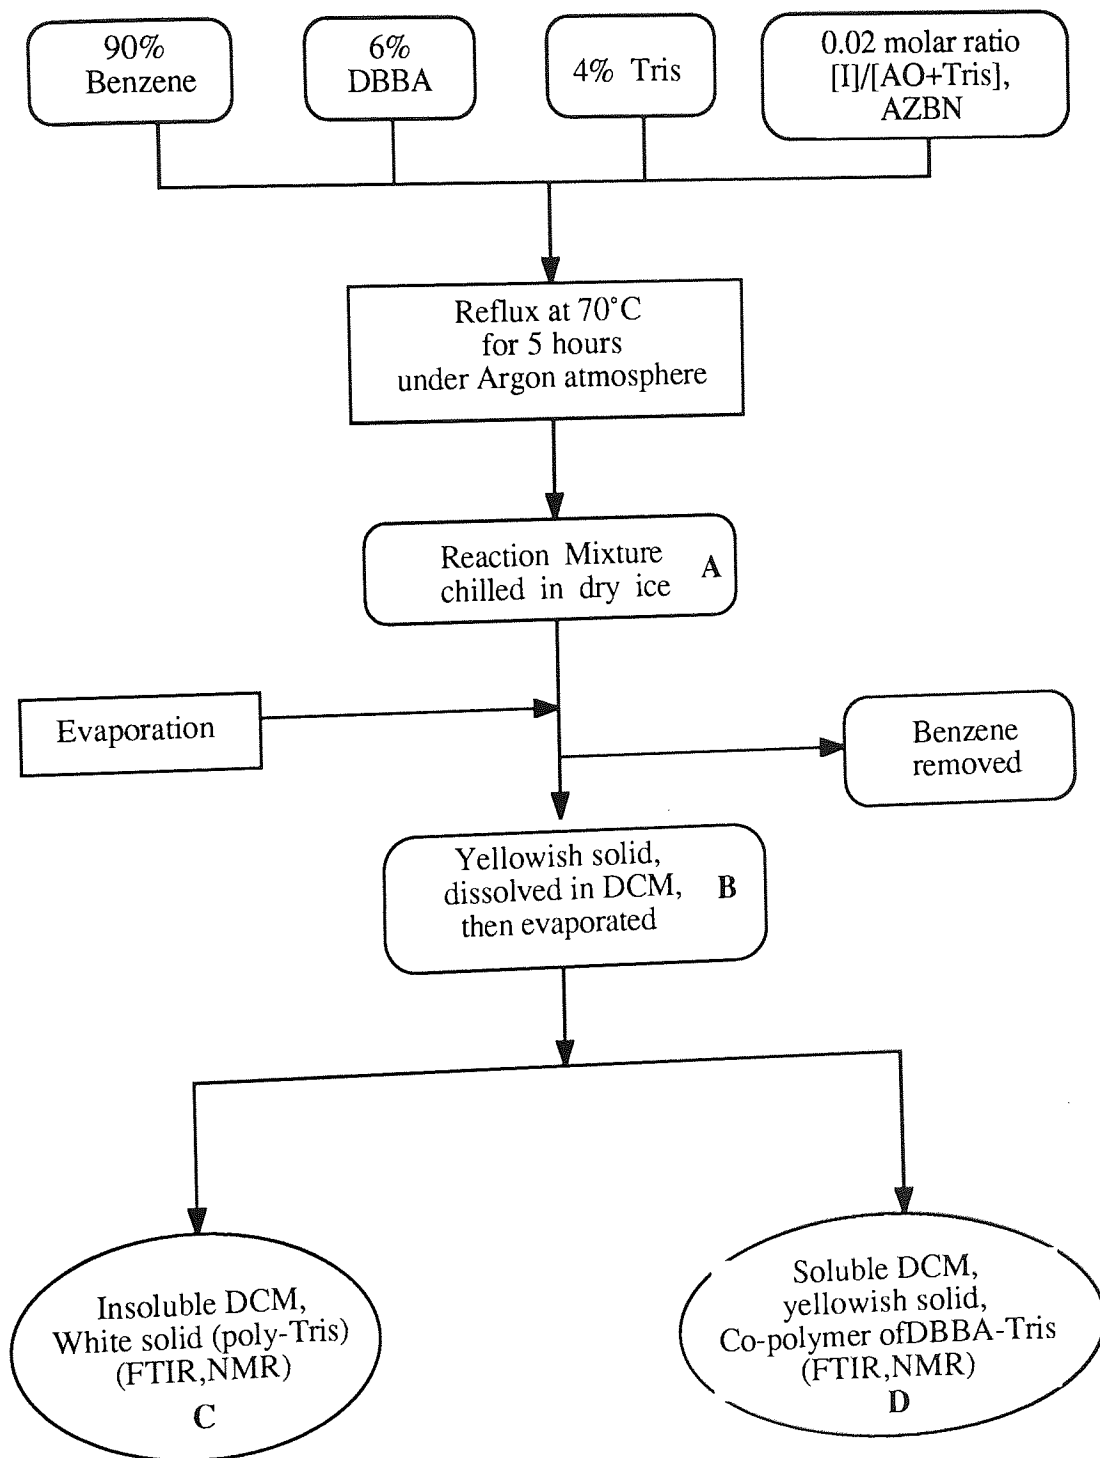 90%
Benzene
6%
DBBA
4% Tris
0.02 molar ratio
[I]/[AO+Tris],
AZBN
Reflux at 70°C
for 5 hours
under Argon atmosphere
Reaction Mixture
chilled in dry ice
A
Evaporation
Benzene
removed
Yellowish solid,
dissolved in DCM,
then evaporated
B
Insoluble DCM,
White solid (poly-Tris)
(FTIR,NMR)
C
Soluble DCM,
yellowish solid,
Co-polymer ofDBBA-Tris
(FTIR,NMR)
D